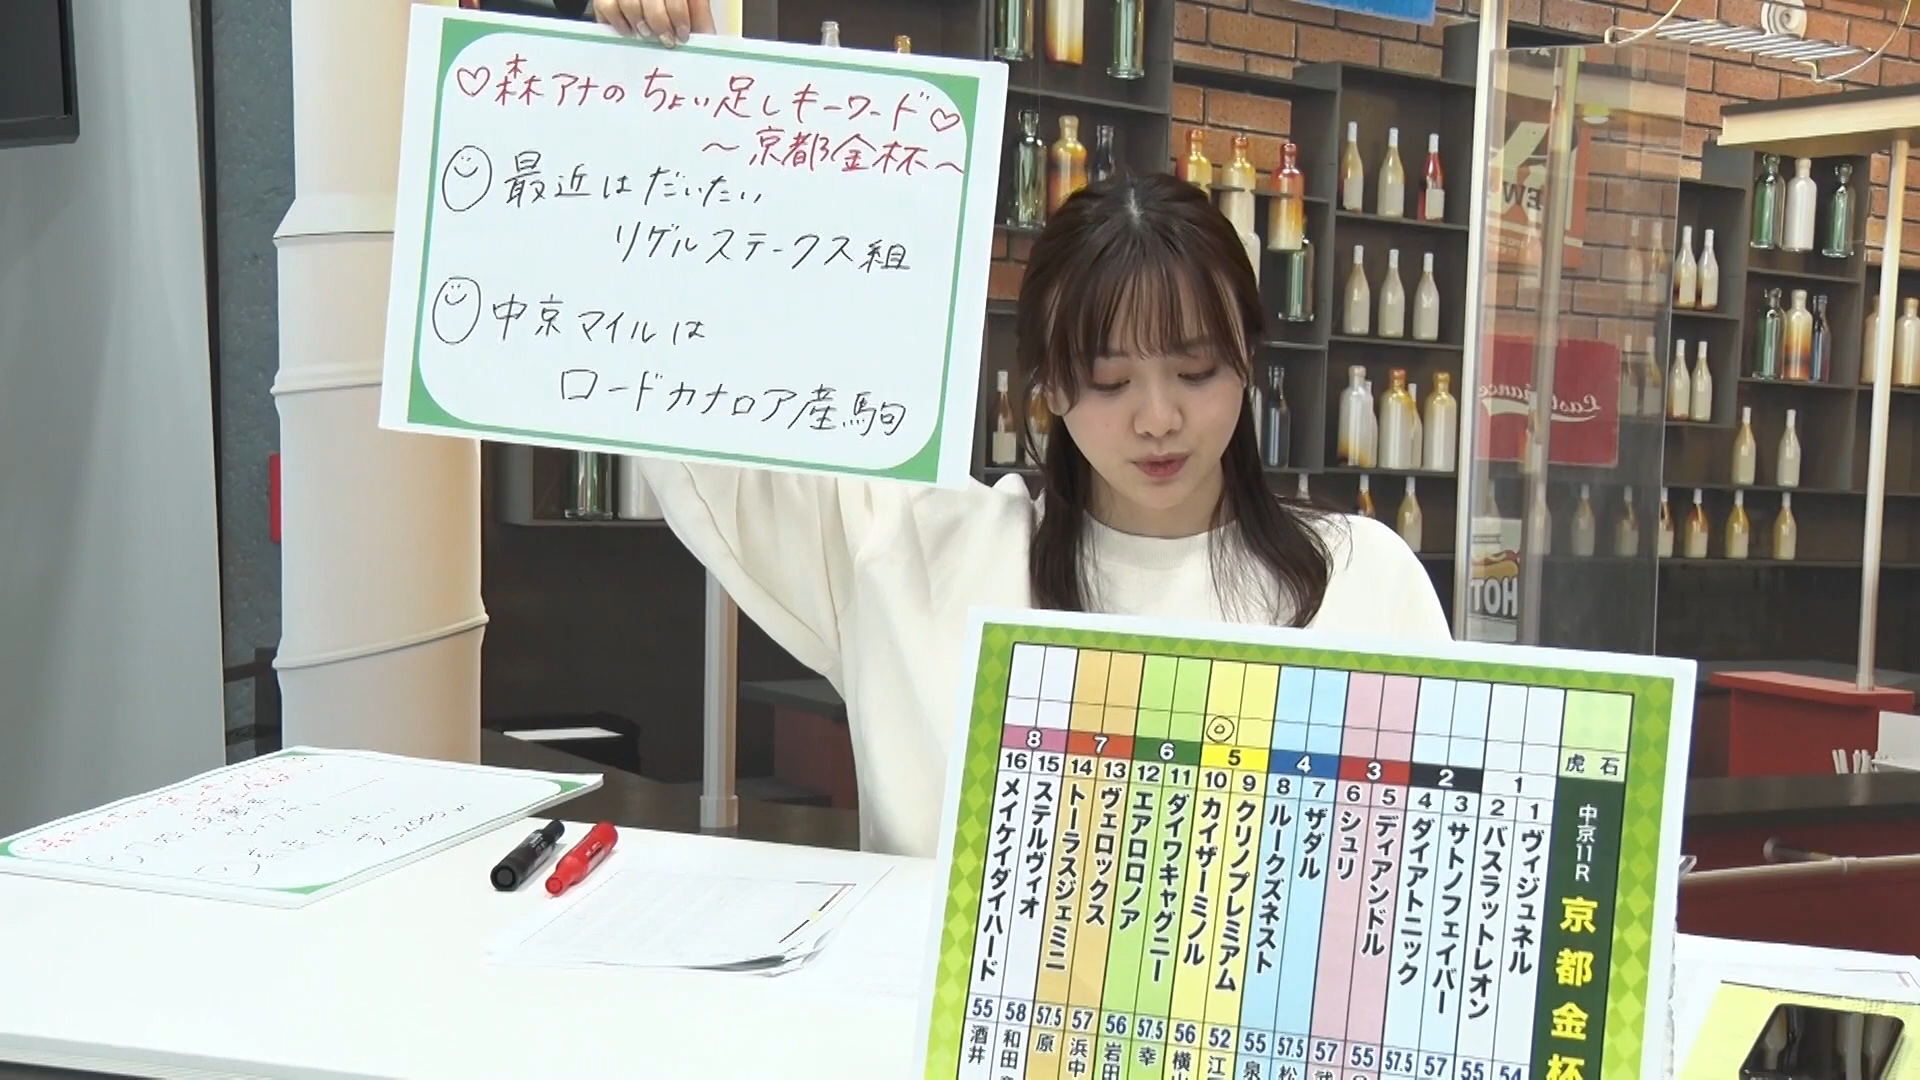 ♡森アナのちょい足しキーワード♡
～京都金杯～
最近はだいたい
リゲルステークス組
中京マイルは
ロードカナロア産駒
虎石
中京11R
京都金杯
1
1 ヴィジュネル 54
2 バスラットレオン
2
3 サトノフェイバー 55
4 ダイアトニック 57
3
5 ディアンドル
6 シュリ
4
7 ザダル
8 ルークズネスト
5
9 クリノプレミアム
◎
10 カイザーミノル
6
11 ダイワキャグニー
12 エアロロノア
7
13 ヴェロックス
14 トーラスジェミニ
8
15 ステルヴィオ
16 メイケイダイハード
55 58 57.5 57 56 57.5 56 52 55 57.5 57 55 57.5
酒井
和田
原
浜中
岩田
幸
横山
泉
松
武
HOT